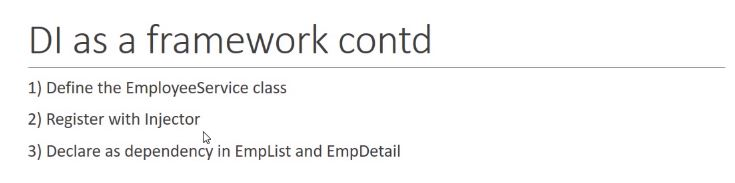 DI as a framework contd
1) Define the EmployeeService class
2) Register with Injector
3) Declare as dependency in EmpList and EmpDetail